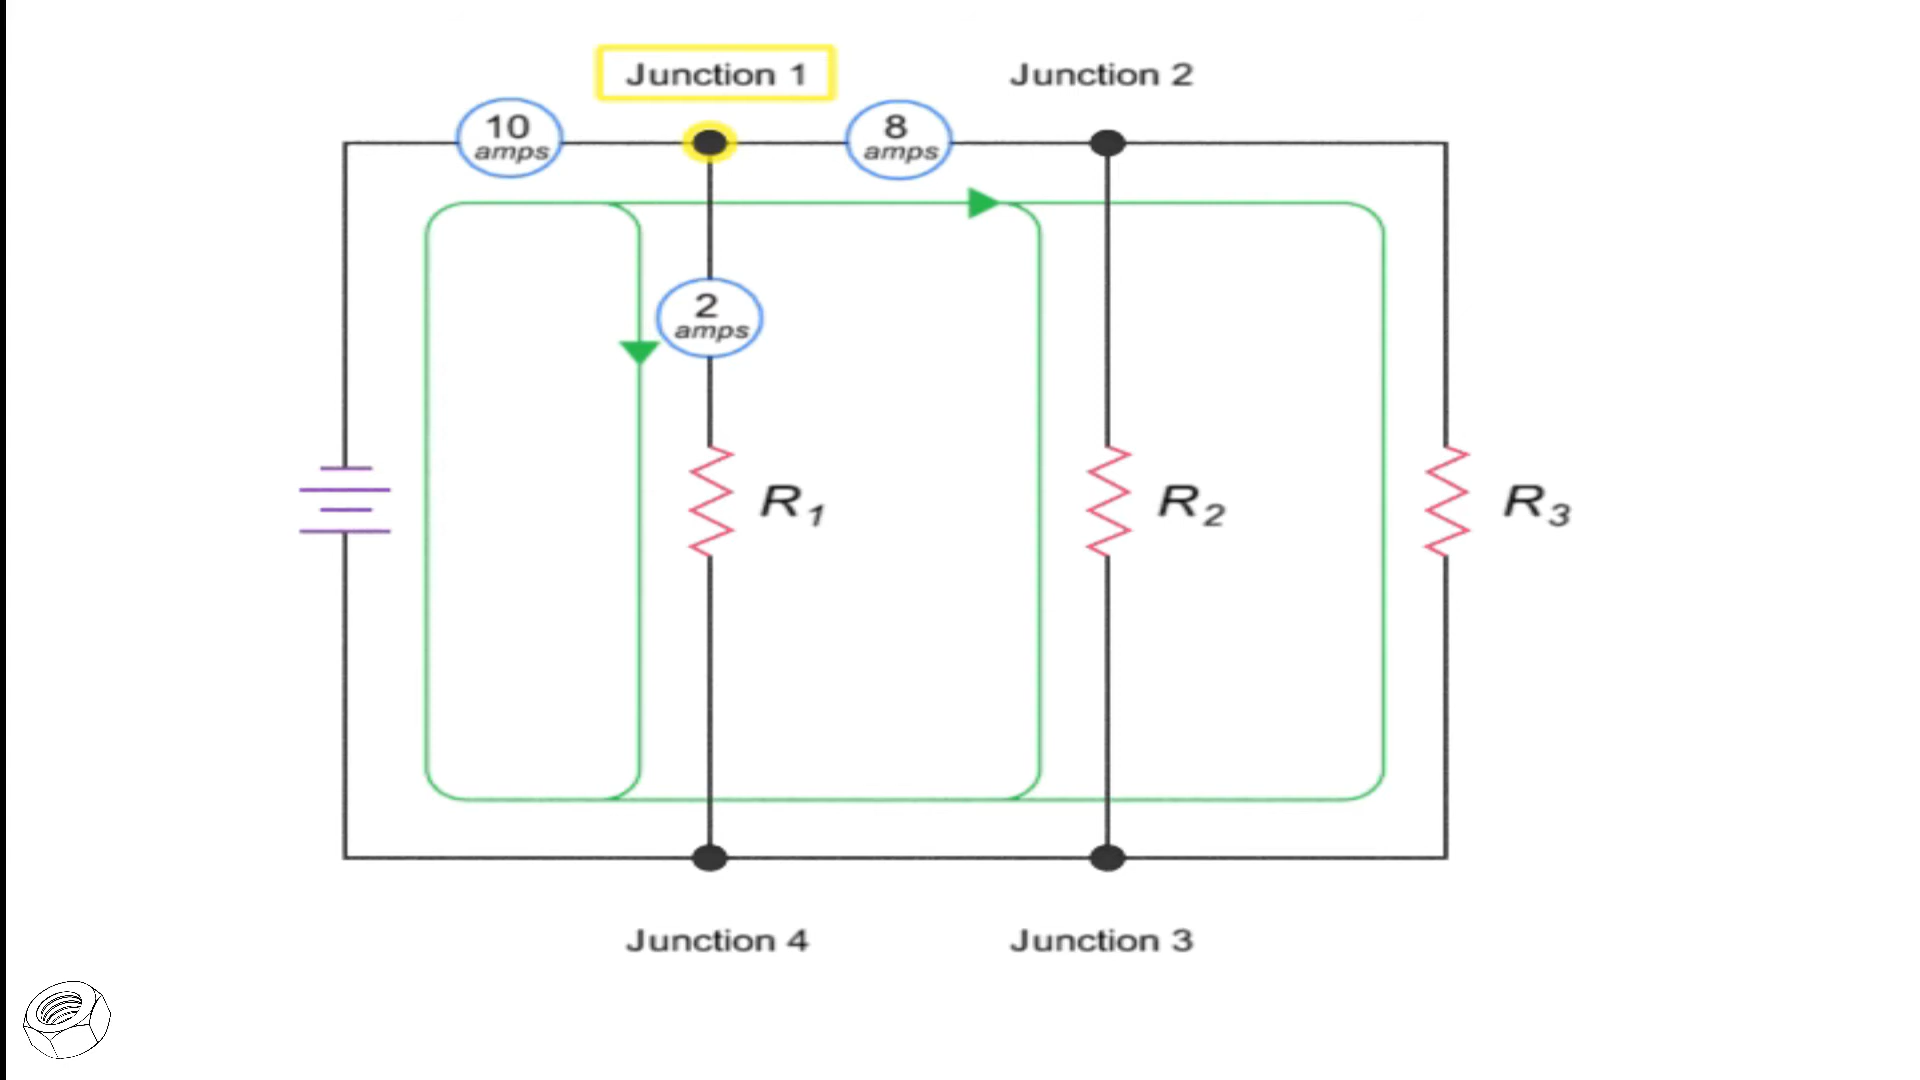 Junction 1
Junction 2
10
amps
8
amps
2
amps
R1
R2
R3
Junction 4
Junction 3